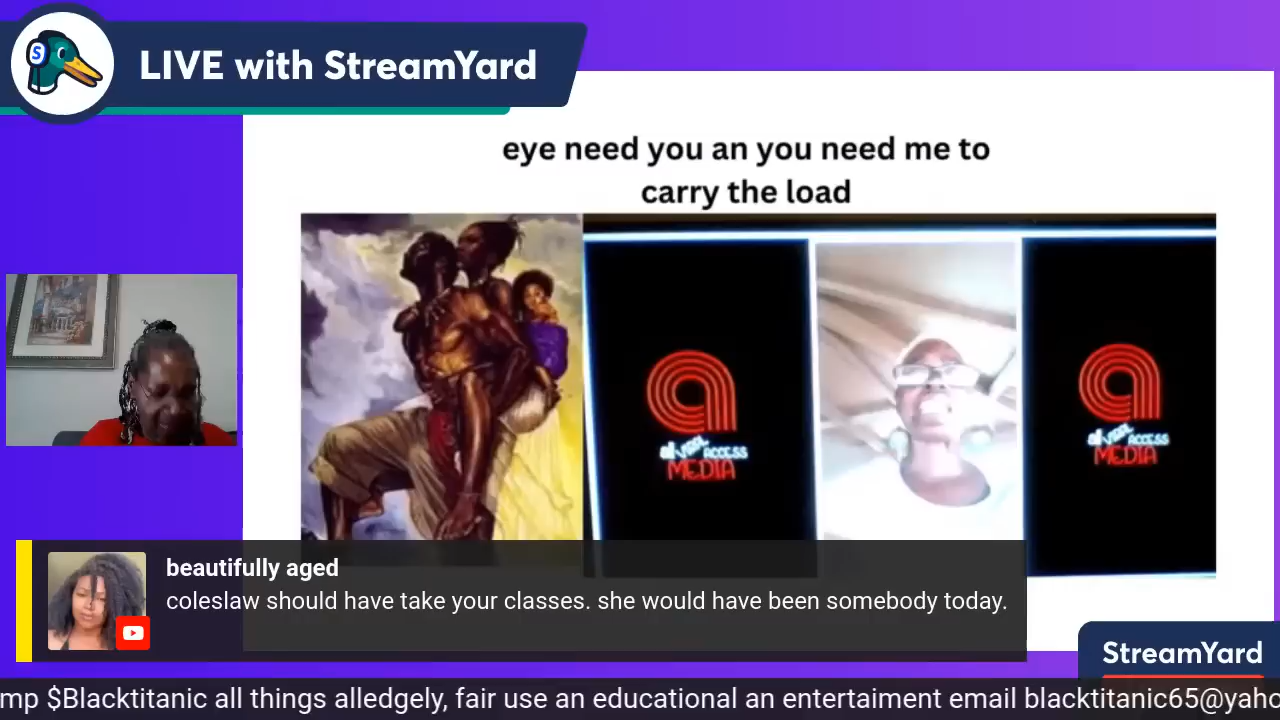 S
LIVE with StreamYard
eye need you an you need me to
carry the load
a
a
ACCESS
MEDIA
ACCESS
MEDIA
beautifully aged
coleslaw should have take your classes. she would have been somebody today.
StreamYard
mp $Blacktitanic all things alledgely, fair use an educational an entertaiment email blacktitanic65@yaho